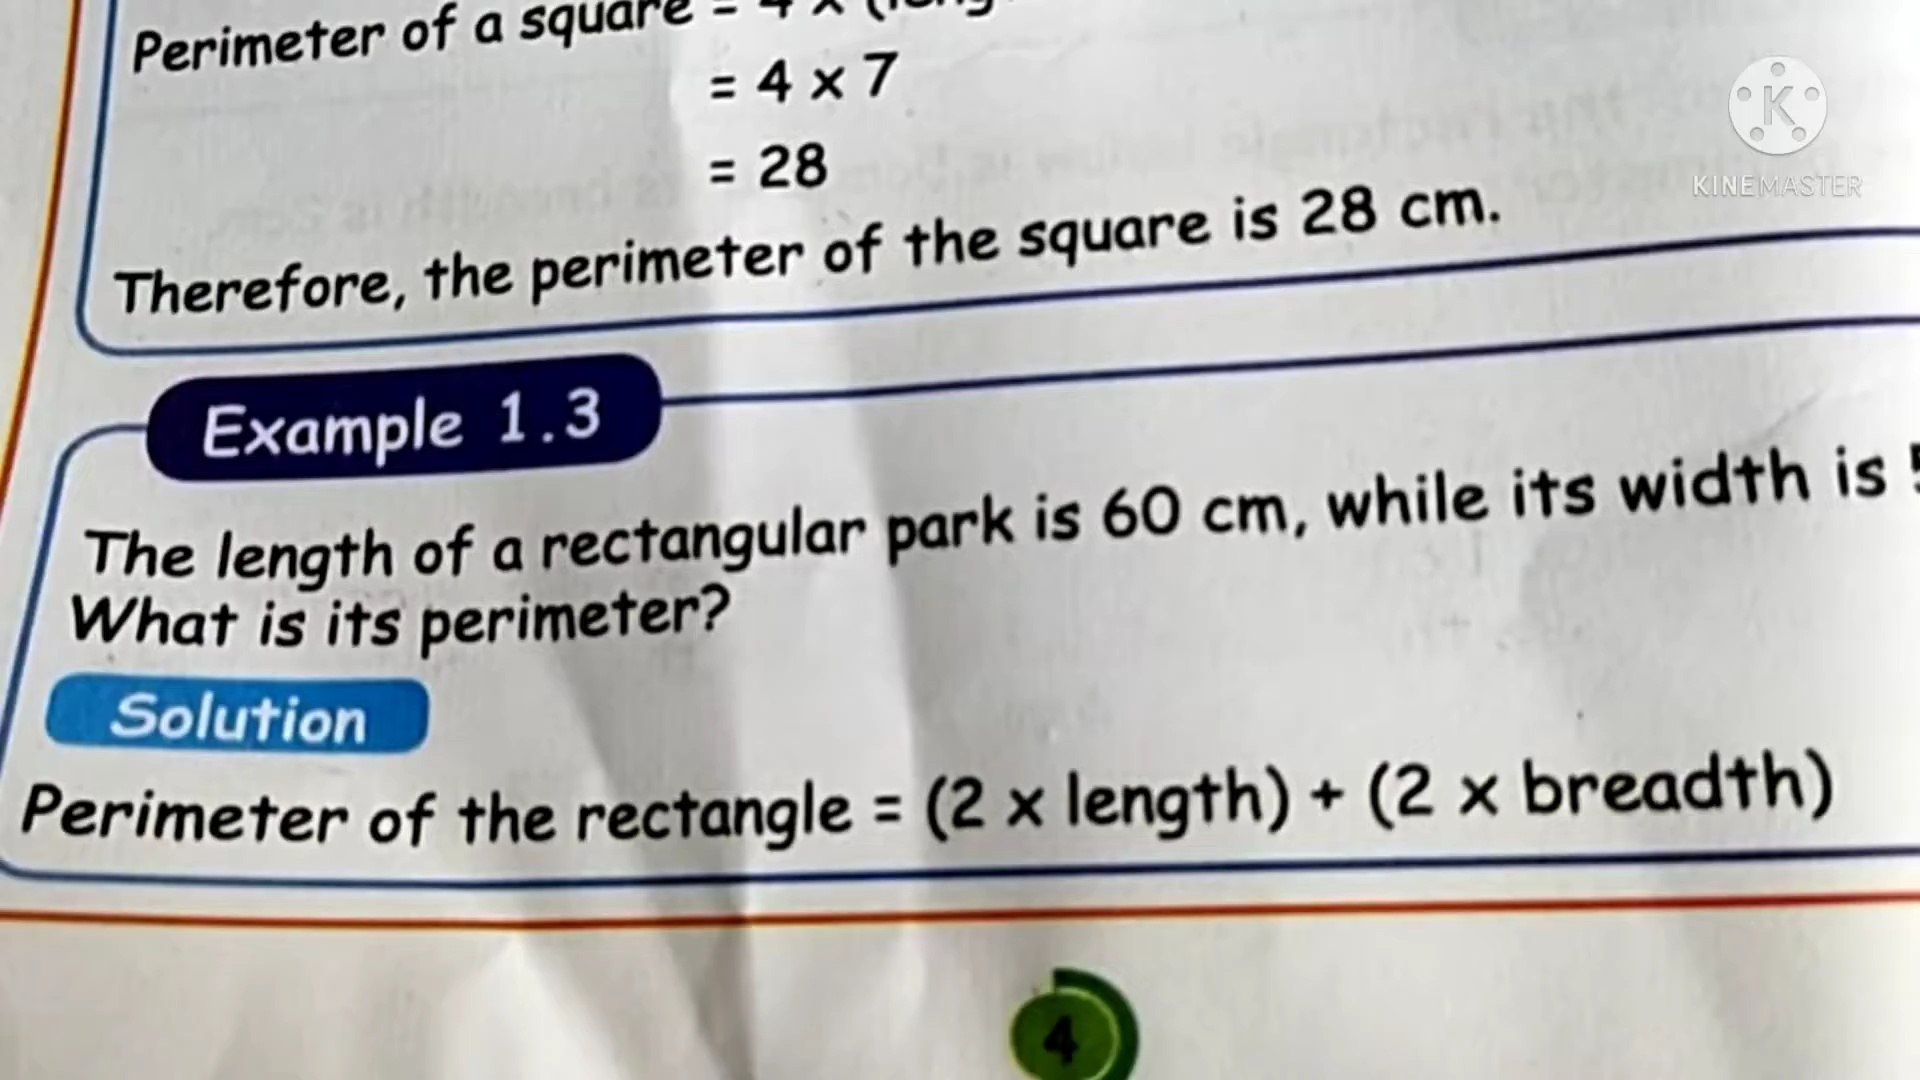 Perimeter of a square = 4 x (leng
= 4 x 7
= 28
Therefore, the perimeter of the square is 28 cm.
Example 1.3
The length of a rectangular park is 60 cm, while its width is
What is its perimeter?
Solution
Perimeter of the rectangle = (2 x length) + (2 x breadth)
4
KINEMASTER